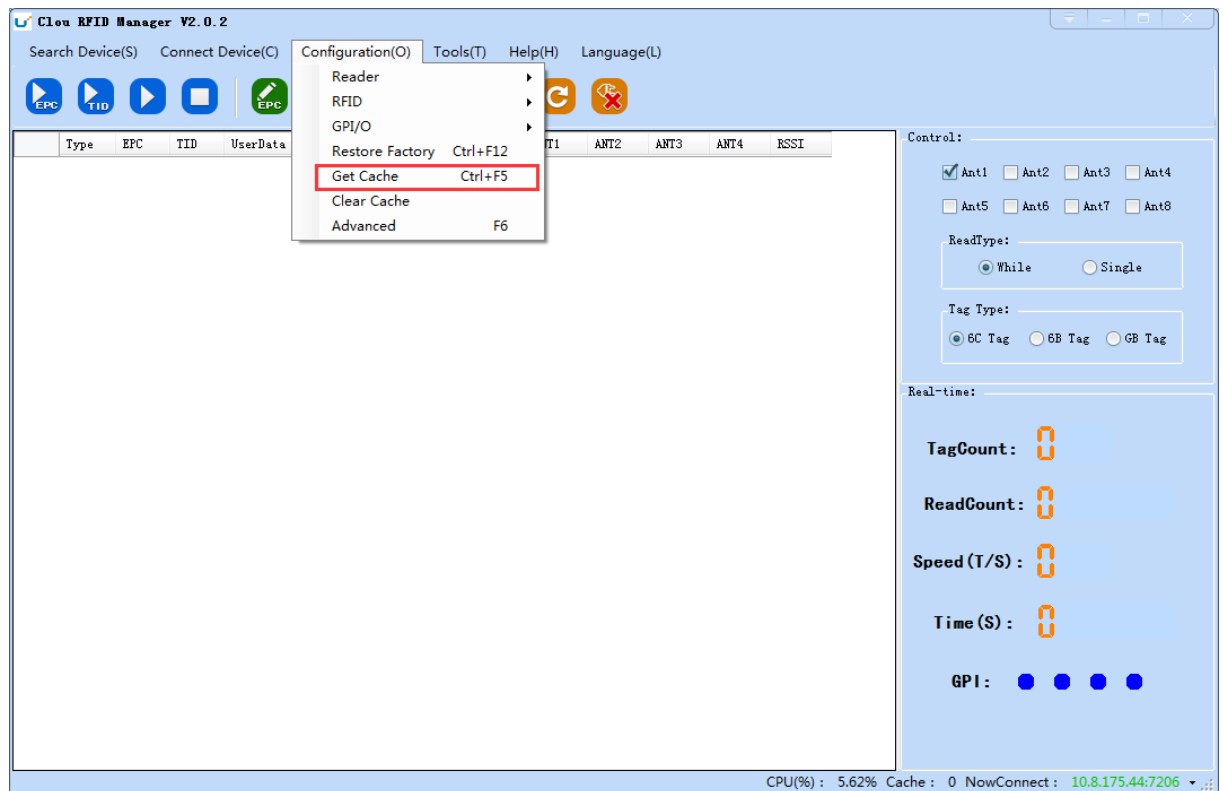 Clou RFID Manager V2.0.2
Search Device(S) Connect Device(C) Configuration(O) Tools(T) Help(H) Language(L)
EPC TID EPC
Reader
RFID
GPI/O
Restore Factory Ctrl+F12
Get Cache Ctrl+F5
Clear Cache
Advanced F6
Type EPC TID UserData ANT2 ANT3 ANT4 RSSI
Control:
Ant1 Ant2 Ant3 Ant4
Ant5 Ant6 Ant7 Ant8
ReadType:
While Single
Tag Type:
6C Tag 6B Tag GB Tag
Real-time:
TagCount: 0
ReadCount: 0
Speed(T/S): 0
Time(S): 0
GPI:
CPU(%) : 5.62% Cache : 0 NowConnect : 10.8.175.44:7206